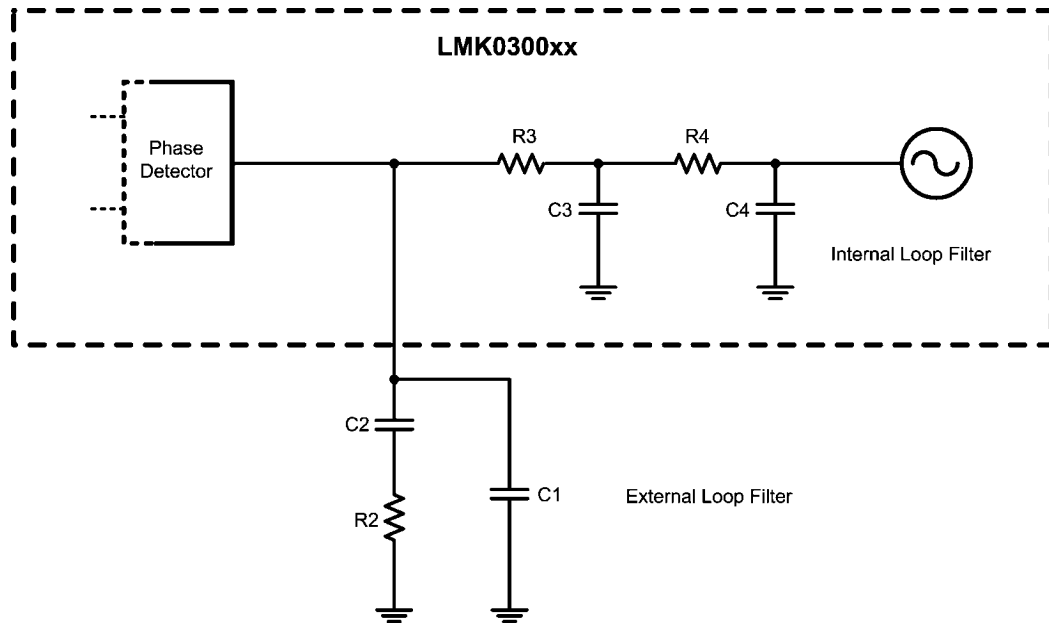 LMK0300xx
Phase
Detector
R3
R4
C3
C4
Internal Loop Filter
C2
R2
C1
External Loop Filter